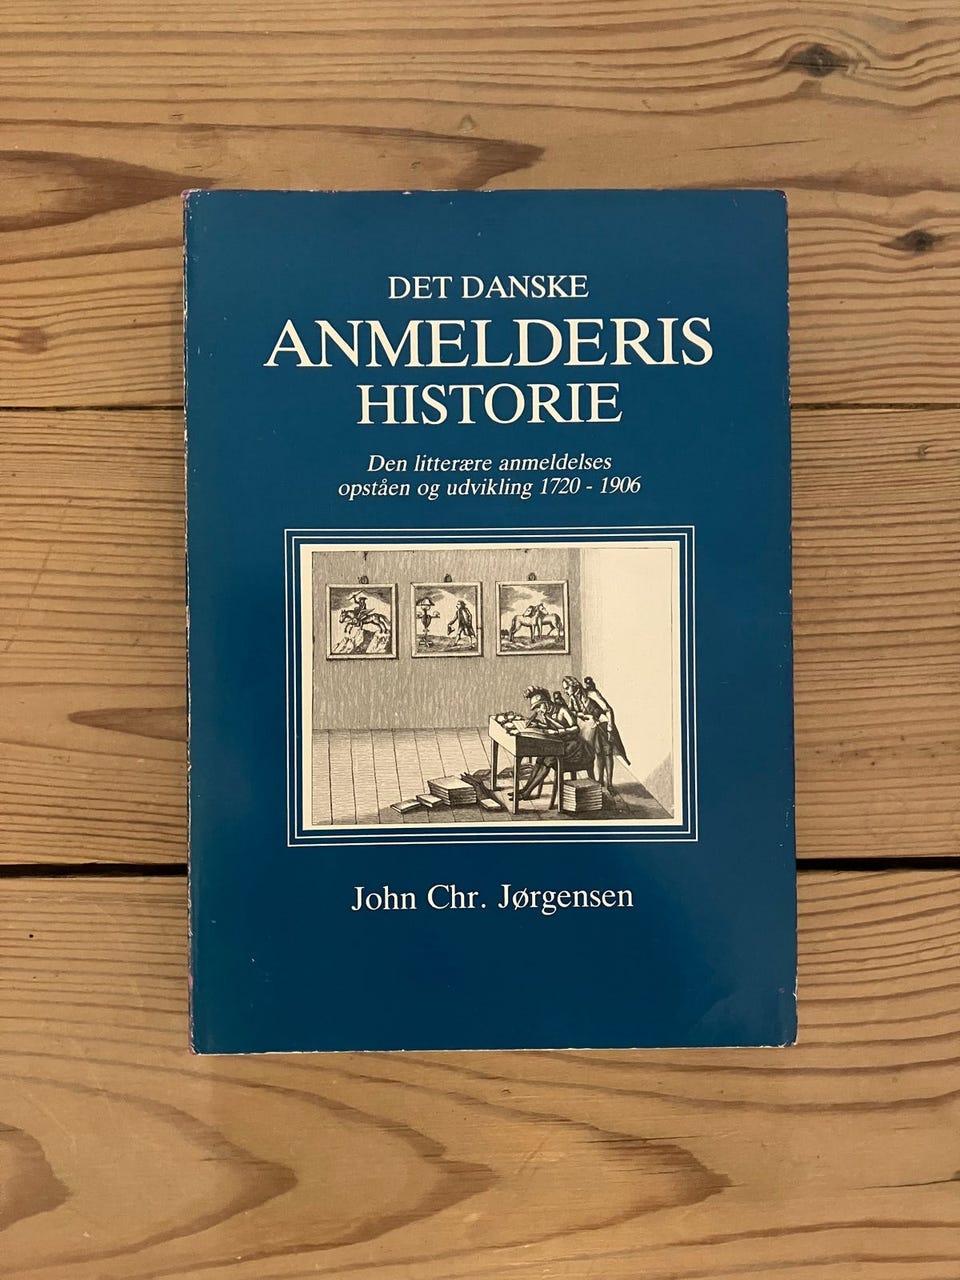 DET DANSKE
ANMELDERIS
HISTORIE
Den litterære anmeldelses
opståen og udvikling 1720 - 1906
John Chr. Jørgensen